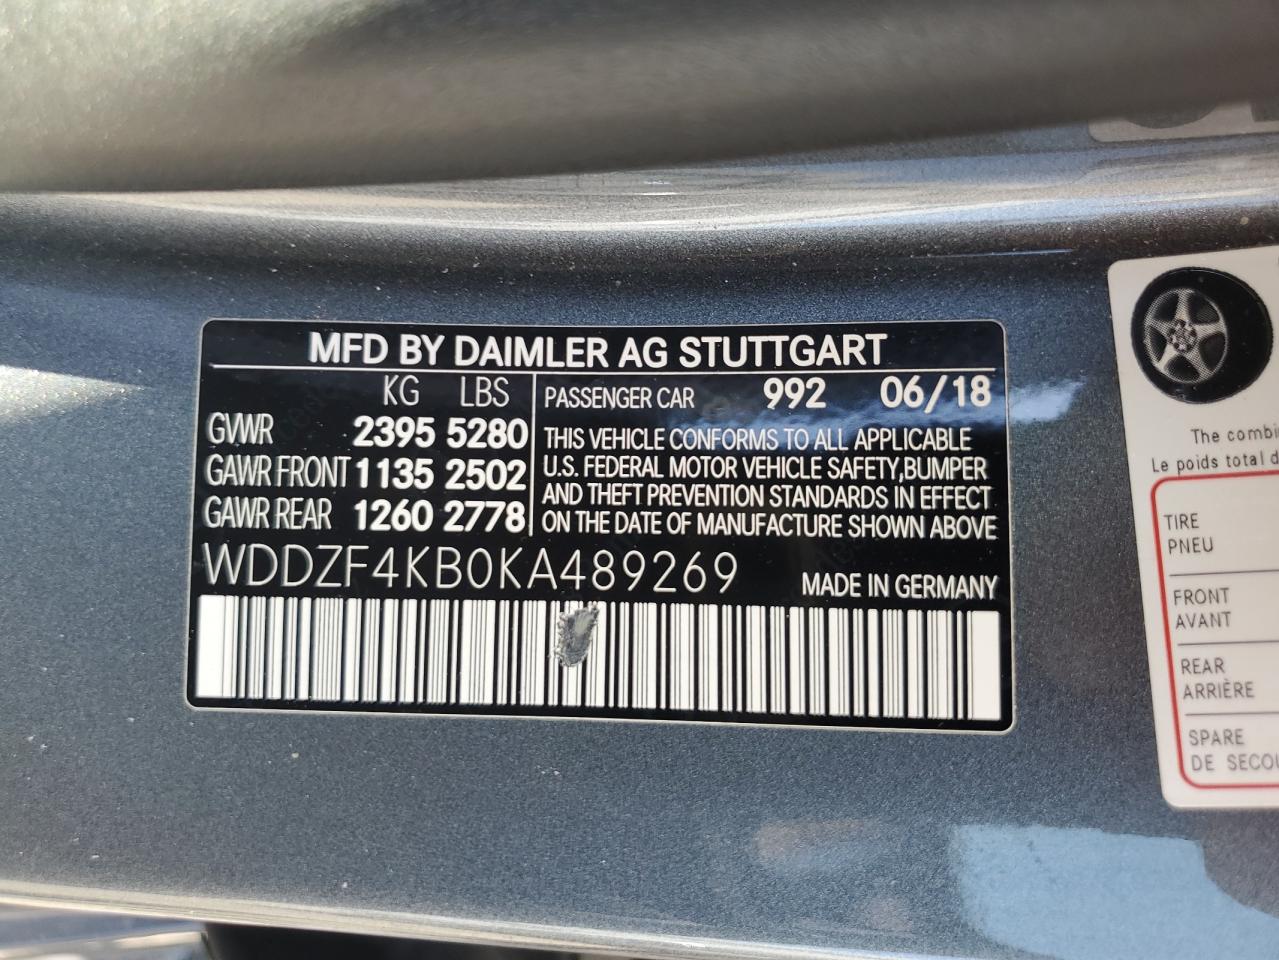 MFD BY DAIMLER AG STUTTGART
KG LBS
GVWR 2395 5280
GAWR FRONT 1135 2502
GAWR REAR 1260 2778
PASSENGER CAR 992 06/18
THIS VEHICLE CONFORMS TO ALL APPLICABLE
U.S. FEDERAL MOTOR VEHICLE SAFETY,BUMPER
AND THEFT PREVENTION STANDARDS IN EFFECT
ON THE DATE OF MANUFACTURE SHOWN ABOVE
WDDZF4KB0KA489269
MADE IN GERMANY
The
Le poids total
TIRE
PNEU
FRONT
AVANT
REAR
ARRIÈRE
SPARE
DE